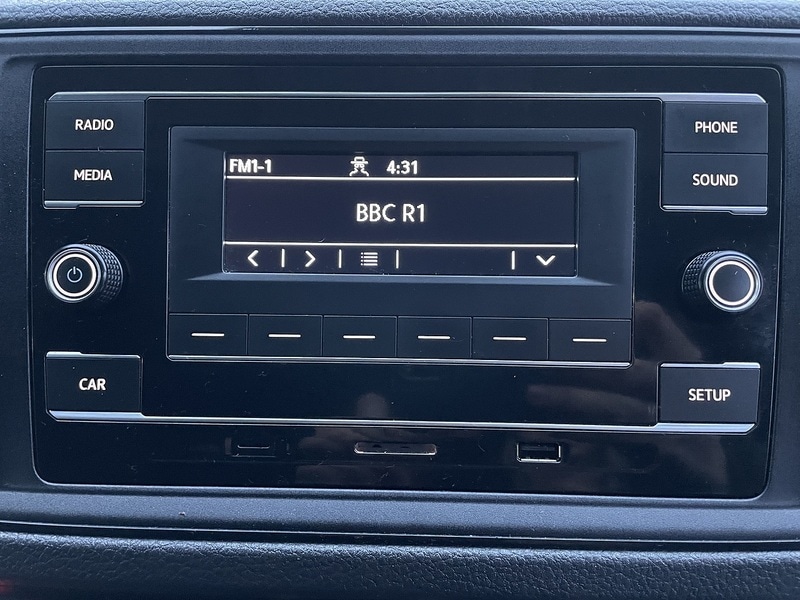 RADIO
MEDIA
FM1-1 4:31
BBC R1
PHONE
SOUND
CAR
SETUP